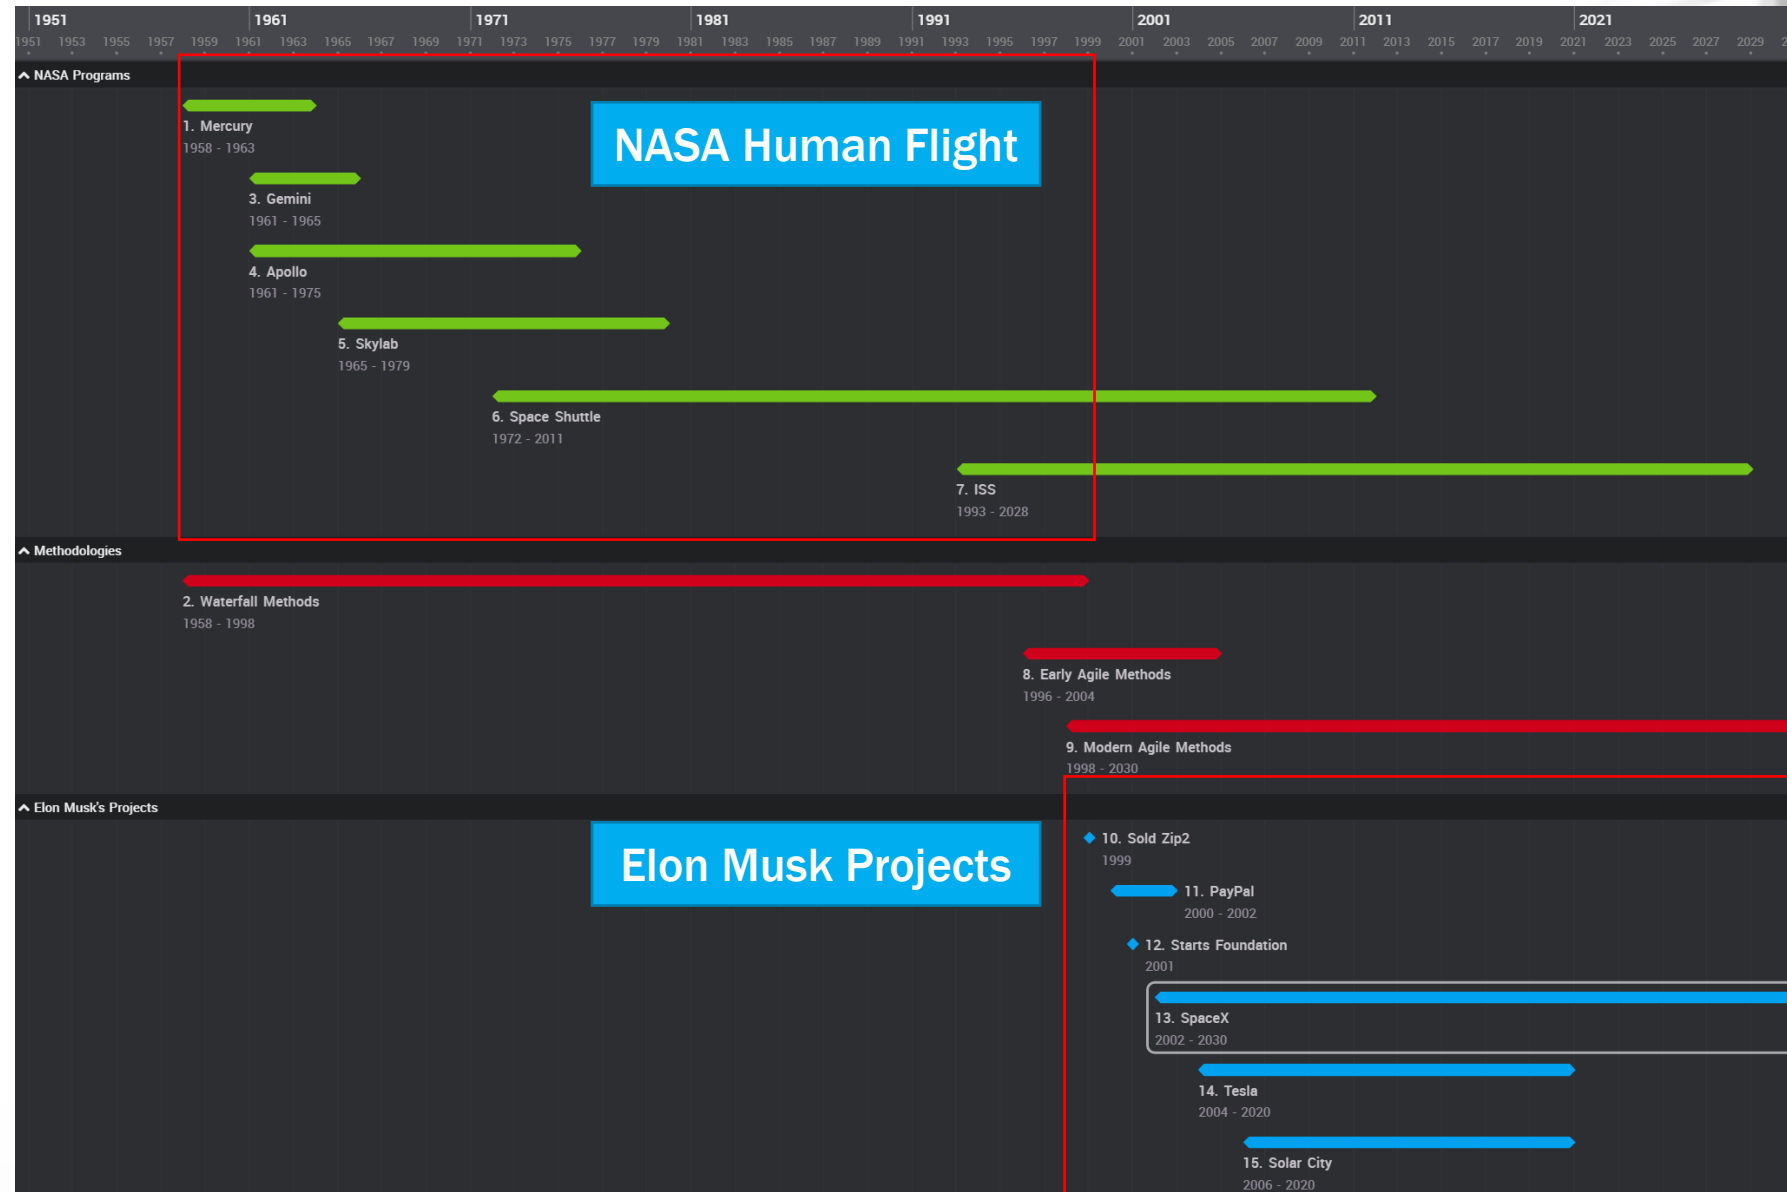 1951 1961 1971 1981 1991 2001 2011 2021
1951 1953 1955 1957 1959 1961 1963 1965 1967 1969 1971 1973 1975 1977 1979 1981 1983 1985 1987 1989 1991 1993 1995 1997 1999 2001 2003 2005 2007 2009 2011 2013 2015 2017 2019 2021 2023 2025 2027 2029
NASA Programs
NASA Human Flight
1. Mercury
1958 - 1963
3. Gemini
1961 - 1965
4. Apollo
1961 - 1975
5. Skylab
1965 - 1979
6. Space Shuttle
1972 - 2011
7. ISS
1993 - 2028
Methodologies
2. Waterfall Methods
1958 - 1998
8. Early Agile Methods
1996 - 2004
9. Modern Agile Methods
1998 - 2030
Elon Musk's Projects
Elon Musk Projects
10. Sold Zip2
1999
11. PayPal
2000 - 2002
12. Starts Foundation
2001
13. SpaceX
2002 - 2030
14. Tesla
2004 - 2020
15. Solar City
2006 - 2020